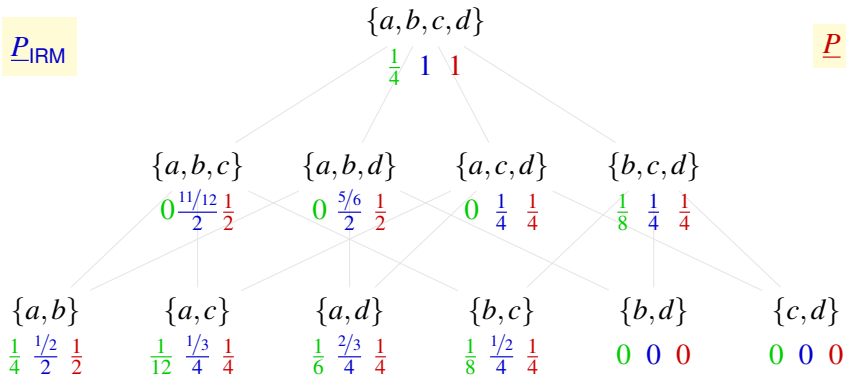 {a,b,c,d}
P_IRM P
1/4 1 1
{a,b,c} {a,b,d} {a,c,d} {b,c,d}
0 11/12/2 1/2 0 5/6/2 1/2 0 1/4 1/4 1/8 1/4 1/4
{a,b} {a,c} {a,d} {b,c} {b,d} {c,d}
1/4 1/2/2 1/2 1/12 1/3/4 1/4 1/6 2/3/4 1/4 1/8 1/2/4 1/4 0 0 0 0 0 0